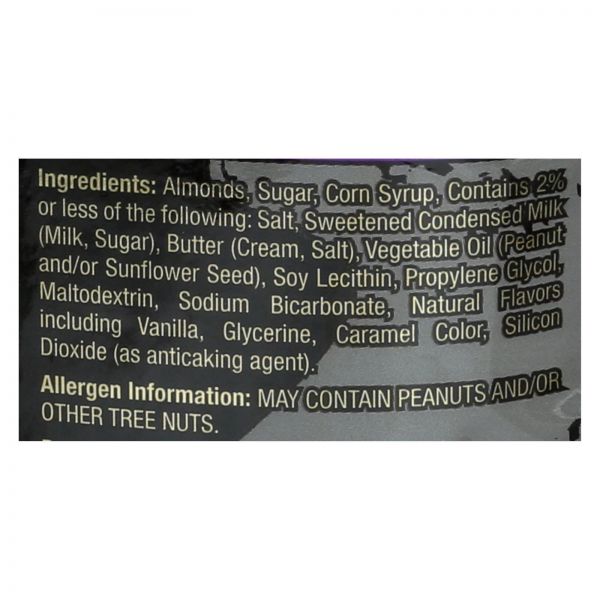 Ingredients: Almonds, Sugar, Corn Syrup, Contains 2%
or less of the following: Salt, Sweetened Condensed Milk
(Milk, Sugar), Butter (Cream, Salt), Vegetable Oil (Peanut
and/or Sunflower Seed), Soy Lecithin, Propylene Glycol,
Maltodextrin, Sodium Bicarbonate, Natural Flavors
including Vanilla, Glycerine, Caramel Color, Silicon
Dioxide (as anticaking agent).
Allergen Information: MAY CONTAIN PEANUTS AND/OR
OTHER TREE NUTS.